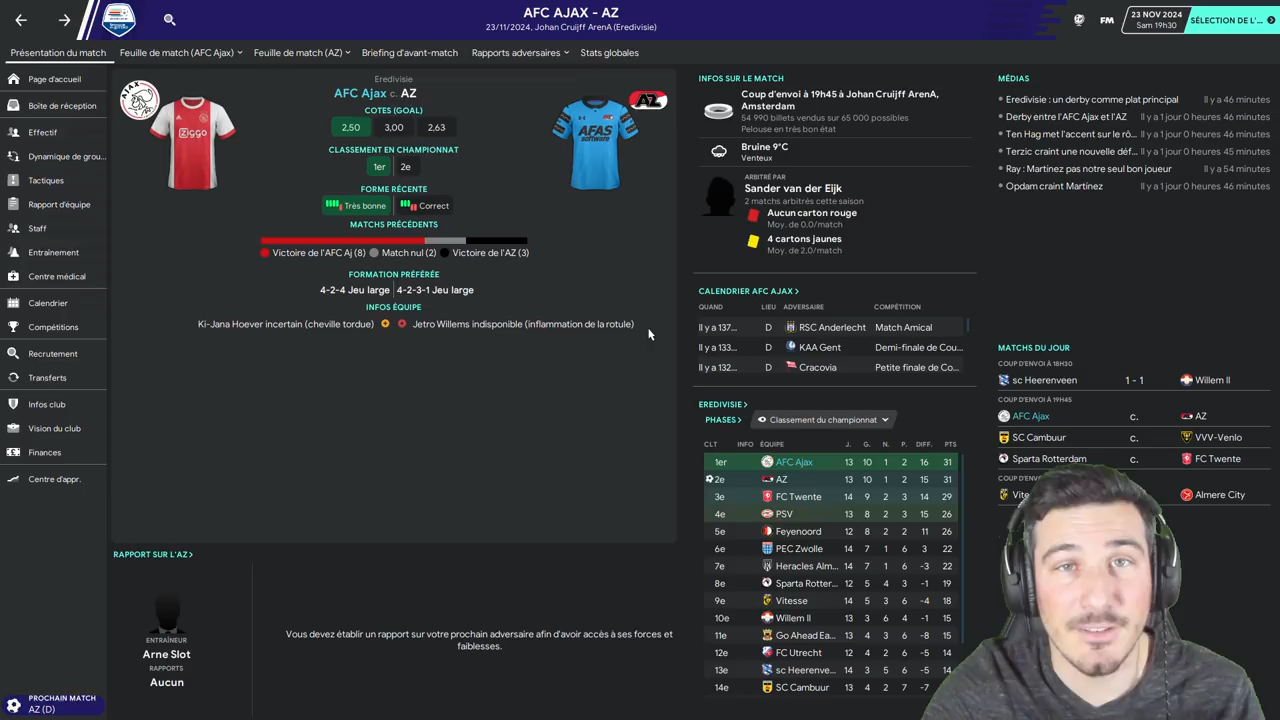 AFC AJAX - AZ
23/11/2024, Johan Cruijff ArenA (Eredivisie)
FM
23 NOV 2024
Sam 19h30
SÉLECTION DE L'...
Présentation du match
Feuille de match (AFC Ajax)
Feuille de match (AZ)
Briefing d'avant-match
Rapports adversaires
Stats globales
Page d'accueil
Boîte de réception
Effectif
Dynamique de grou...
Tactiques
Rapport d'équipe
Staff
Entraînement
Centre médical
Calendrier
Compétitions
Recrutement
Transferts
Infos club
Vision du club
Finances
Centre d'appr.
PROCHAIN MATCH
AZ (D)
Eredivisie
AFC Ajax c. AZ
AJAX
Ziggo
AZ
AFAS
software
COTES (GOAL)
2,50 3,00 2,63
CLASSEMENT EN CHAMPIONNAT
1er 2e
FORME RÉCENTE
Très bonne Correct
MATCHS PRÉCÉDENTS
Victoire de l'AFC Aj (8) Match nul (2) Victoire de l'AZ (3)
FORMATION PRÉFÉRÉE
4-2-4 Jeu large 4-2-3-1 Jeu large
INFOS ÉQUIPE
Ki-Jana Hoever incertain (cheville tordue) Jetro Willems indisponible (inflammation de la rotule)
RAPPORT SUR L'AZ
ENTRAÎNEUR
Arne Slot
RAPPORTS
Aucun
Vous devez établir un rapport sur votre prochain adversaire afin d'avoir accès à ses forces et
faiblesses.
INFOS SUR LE MATCH
Coup d'envoi à 19h45 à Johan Cruijff ArenA,
Amsterdam
54 990 billets vendus sur 65 000 possibles
Pelouse en très bon état
Bruine 9°C
Venteux
ARBITRÉ PAR
Sander van der Eijk
2 matchs arbitrés cette saison
Aucun carton rouge
Moy. de 0,0/match
4 cartons jaunes
Moy. de 2,0/match
CALENDRIER AFC AJAX
QUAND LIEU ADVERSAIRE COMPÉTITION
Il y a 137... D RSC Anderlecht Match Amical
Il y a 133... D KAA Gent Demi-finale de Cou...
Il y a 132... D Cracovia Petite finale de Co...
EREDIVISIE
PHASES Classement du championnat
CLT INFO ÉQUIPE J. G. N. P. DIFF. PTS
1er AFC Ajax 13 10 1 2 16 31
2e AZ 13 10 1 2 15 31
3e FC Twente 14 9 2 3 14 29
4e PSV 13 8 2 3 15 26
5e Feyenoord 12 8 2 2 11 26
6e PEC Zwolle 14 7 1 6 3 22
7e Heracles Alm... 14 7 1 6 -3 22
8e Sparta Rotter... 12 5 4 3 -1 19
9e Vitesse 14 5 3 6 -4 18
10e Willem II 13 3 6 4 -1 15
11e Go Ahead Ea... 13 4 3 6 -8 15
12e FC Utrecht 12 4 2 6 -5 14
13e sc Heerenve... 14 3 5 6 -5 14
14e SC Cambuur 13 4 2 7 -7
MÉDIAS
Eredivisie : un derby comme plat principal Il y a 46 minutes
Derby entre l'AFC Ajax et l'AZ Il y a 1 jour 0 heures 46 minutes
Ten Hag met l'accent sur le rô... Il y a 1 jour 0 heures 46 minutes
Terzic craint une nouvelle déf... Il y a 1 jour 0 heures 45 minutes
Ray : Martinez pas notre seul bon joueur Il y a 54 minutes
Opdam craint Martinez Il y a 1 jour 0 heures 46 minutes
MATCHS DU JOUR
COUP D'ENVOI À 18H30
sc Heerenveen 1 - 1 Willem II
COUP D'ENVOI À 19H45
AFC Ajax c. AZ
SC Cambuur c. VVV-Venlo
Sparta Rotterdam c. FC Twente
COUP D'ENV
Vite Almere City